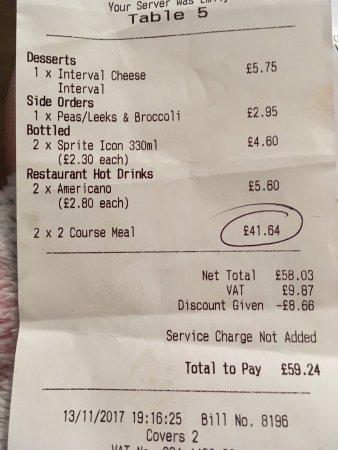 Your Server was
Table 5
Desserts
1 x Interval Cheese £5.75
Interval
Side Orders
1 x Peas/Leeks & Broccoli £2.95
Bottled
2 x Sprite Icon 330ml £4.60
(£2.30 each)
Restaurant Hot Drinks
2 x Americano £5.60
(£2.80 each)
2 x 2 Course Meal £41.64
Net Total £58.03
VAT £9.87
Discount Given -£8.66
Service Charge Not Added
Total to Pay £59.24
13/11/2017 19:16:25 Bill No. 8196
Covers 2
VAT No.